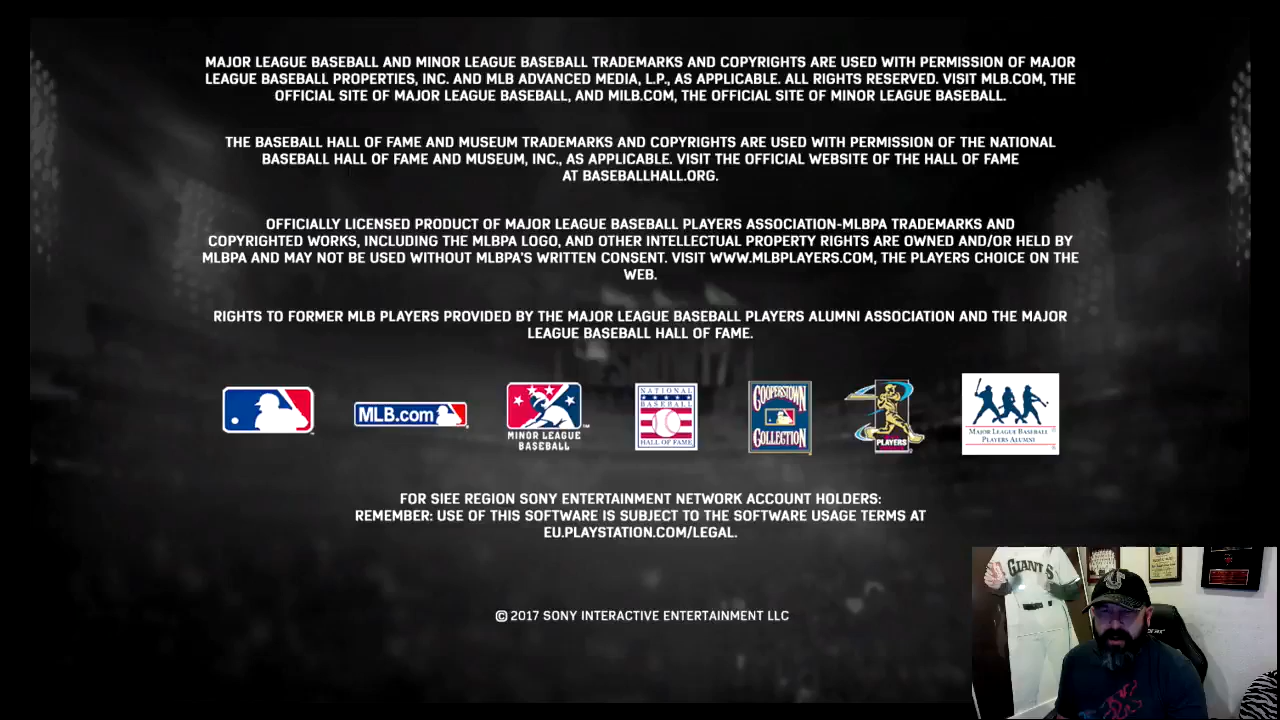 MAJOR LEAGUE BASEBALL AND MINOR LEAGUE BASEBALL TRADEMARKS AND COPYRIGHTS ARE USED WITH PERMISSION OF MAJOR
LEAGUE BASEBALL PROPERTIES, INC. AND MLB ADVANCED MEDIA, L.P., AS APPLICABLE. ALL RIGHTS RESERVED. VISIT MLB.COM, THE
OFFICIAL SITE OF MAJOR LEAGUE BASEBALL, AND MILB.COM, THE OFFICIAL SITE OF MINOR LEAGUE BASEBALL.
THE BASEBALL HALL OF FAME AND MUSEUM TRADEMARKS AND COPYRIGHTS ARE USED WITH PERMISSION OF THE NATIONAL
BASEBALL HALL OF FAME AND MUSEUM, INC., AS APPLICABLE. VISIT THE OFFICIAL WEBSITE OF THE HALL OF FAME
AT BASEBALLHALL.ORG.
OFFICIALLY LICENSED PRODUCT OF MAJOR LEAGUE BASEBALL PLAYERS ASSOCIATION-MLBPA TRADEMARKS AND
COPYRIGHTED WORKS, INCLUDING THE MLBPA LOGO, AND OTHER INTELLECTUAL PROPERTY RIGHTS ARE OWNED AND/OR HELD BY
MLBPA AND MAY NOT BE USED WITHOUT MLBPA'S WRITTEN CONSENT. VISIT WWW.MLBPLAYERS.COM, THE PLAYERS CHOICE ON THE
WEB.
RIGHTS TO FORMER MLB PLAYERS PROVIDED BY THE MAJOR LEAGUE BASEBALL PLAYERS ALUMNI ASSOCIATION AND THE MAJOR
LEAGUE BASEBALL HALL OF FAME.
MLB.com
MINOR LEAGUE
BASEBALL
NATIONAL
BASEBALL
HALL OF FAME
COOPERSTOWN
COLLECTION
PLAYERS
MAJOR LEAGUE BASEBALL
PLAYERS ALUMNI
FOR SIEE REGION SONY ENTERTAINMENT NETWORK ACCOUNT HOLDERS:
REMEMBER: USE OF THIS SOFTWARE IS SUBJECT TO THE SOFTWARE USAGE TERMS AT
EU.PLAYSTATION.COM/LEGAL.
© 2017 SONY INTERACTIVE ENTERTAINMENT LLC
GIANTS